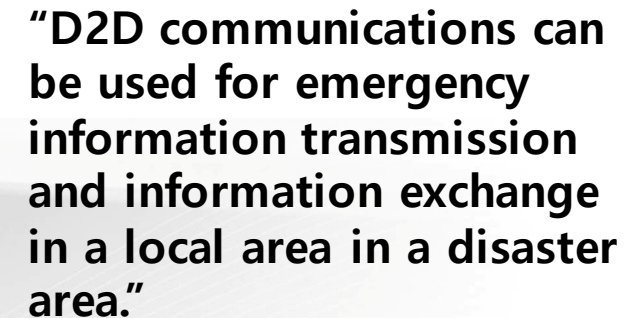 “D2D communications can
be used for emergency
information transmission
and information exchange
in a local area in a disaster
area.”